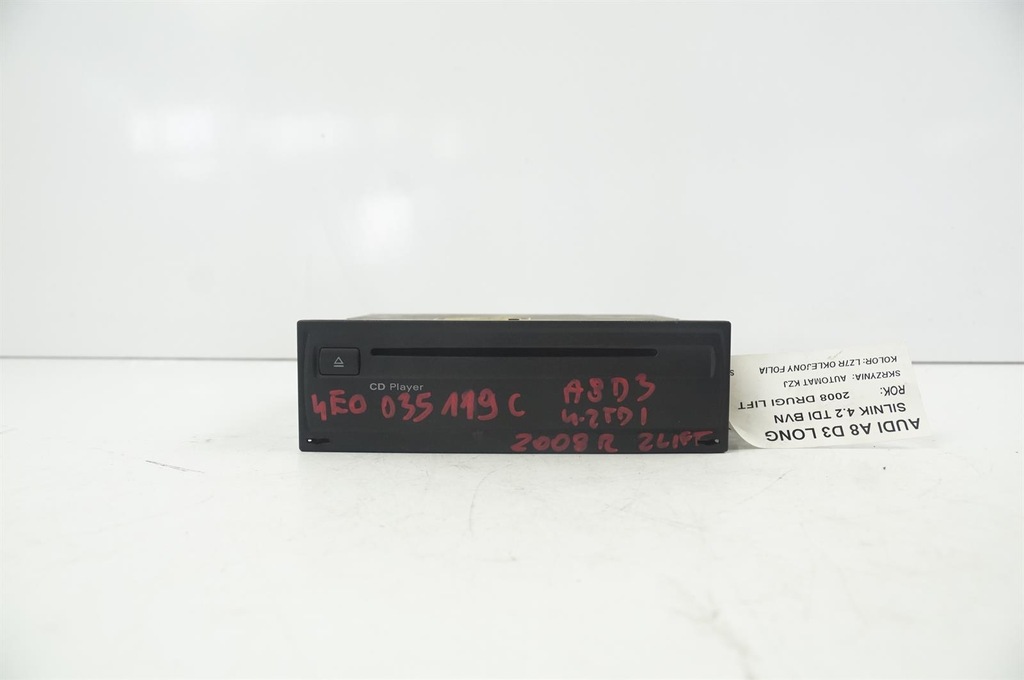 CD Player
4E0 035 119 C
A8D3
4.2TDI
2008R 2LIFT
AUDI A8 D3 LONG
SILNIK 4.2 TDI BVN
ROK: 2008 DRUGI LIFT
SKRZYNIA: AUTOMAT KZJ
KOLOR: LZ7R OKLEJONY FOLIA